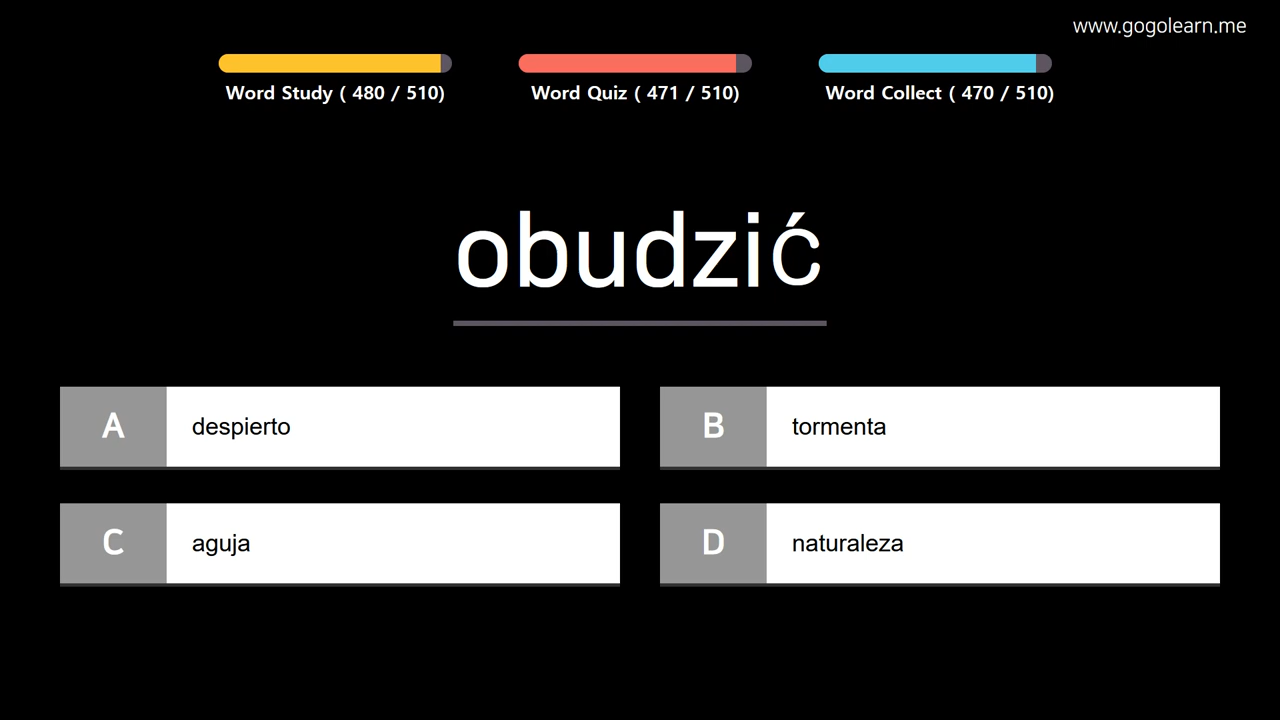 www.gogolearn.me
Word Study ( 480 / 510)
Word Quiz ( 471 / 510)
Word Collect ( 470 / 510)
obudzić
A despierto
B tormenta
C aguja
D naturaleza